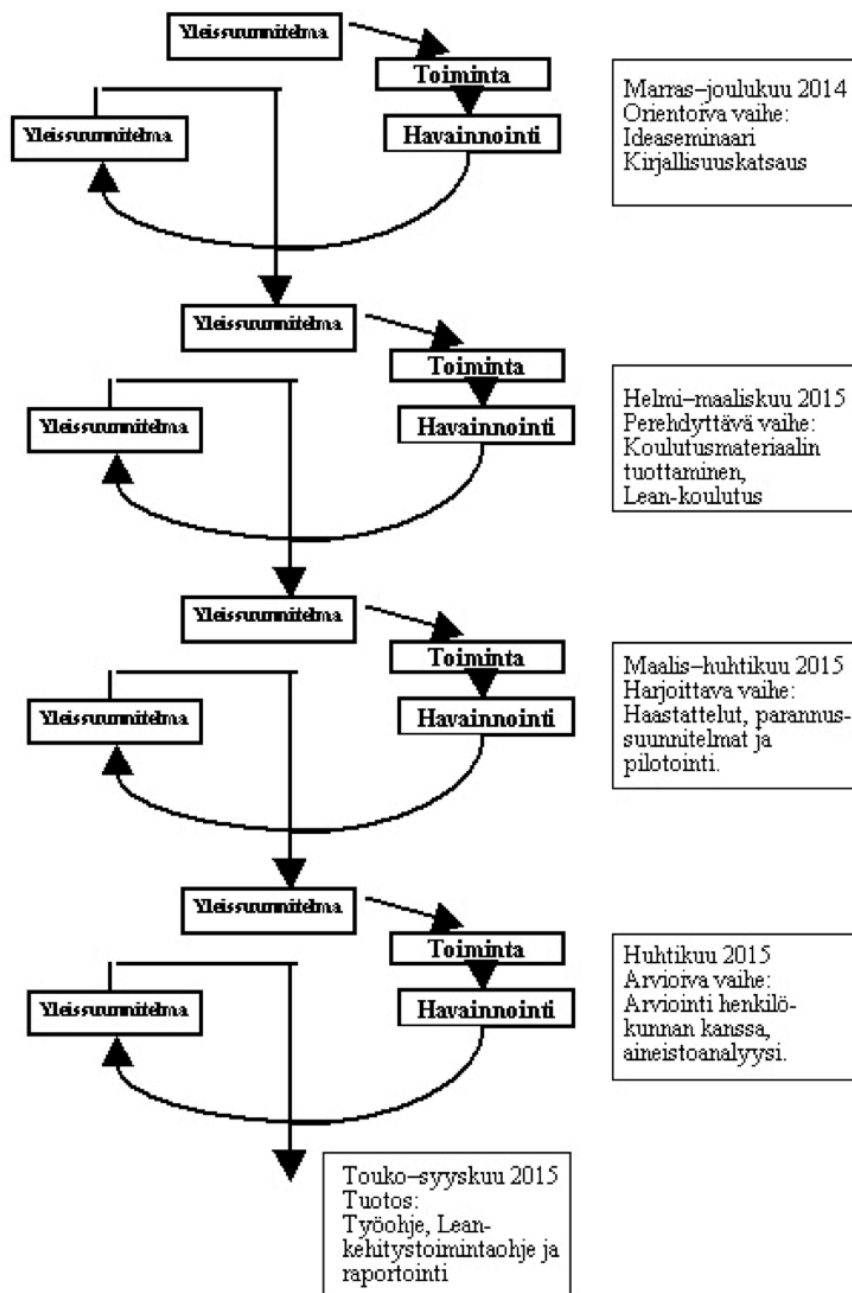 Yleissuunnitelma
Toiminta
Havainnointi
Yleissuunnitelma
Marras–joulukuu 2014
Orientoiva vaihe:
Ideaseminaari
Kirjallisuuskatsaus
Yleissuunnitelma
Toiminta
Havainnointi
Yleissuunnitelma
Helmi–maaliskuu 2015
Perehdyttävä vaihe:
Koulutusmateriaalin
tuottaminen,
Lean-koulutus
Yleissuunnitelma
Toiminta
Havainnointi
Yleissuunnitelma
Maalis–huhtikuu 2015
Harjoittava vaihe:
Haastattelut, parannus-
suunnitelmat ja
pilotointi.
Yleissuunnitelma
Toiminta
Havainnointi
Yleissuunnitelma
Huhtikuu 2015
Arvioiva vaihe:
Arviointi henkilö-
kunnan kanssa,
aineistoanalyysi.
Touko–syyskuu 2015
Tuotos:
Työohje, Lean-
kehitystoimintaohje ja
raportointi